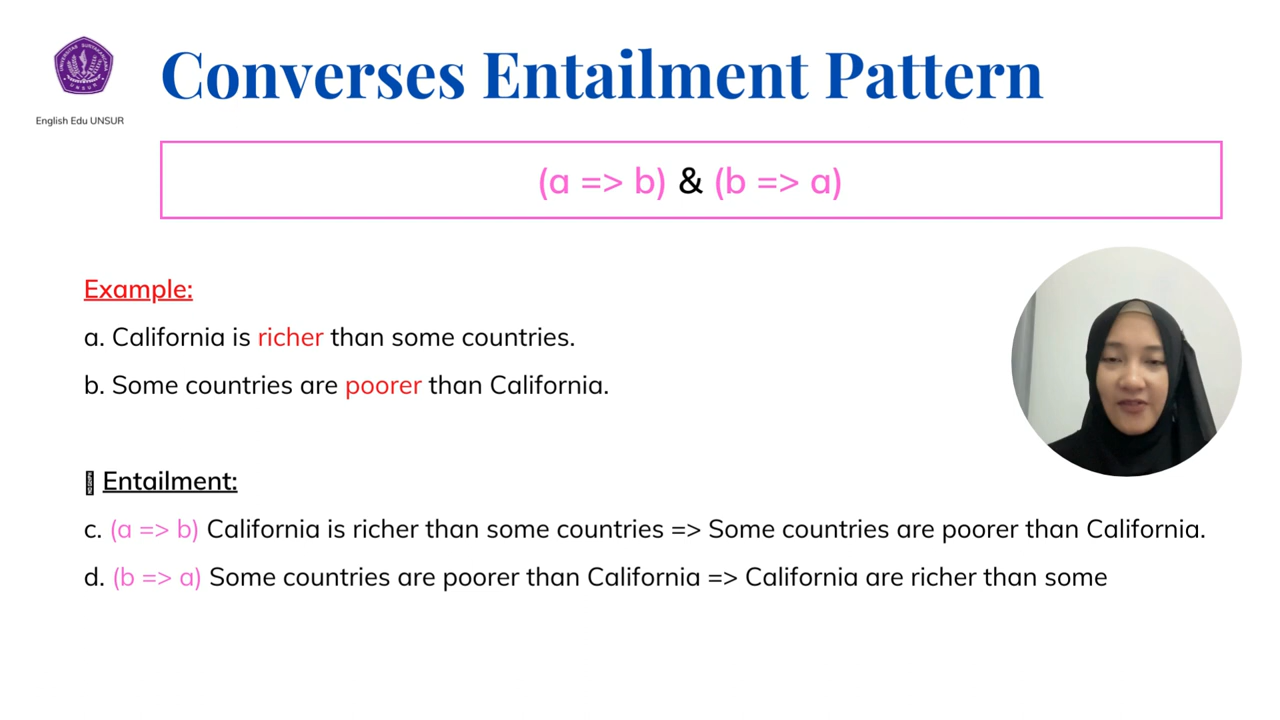 Converses Entailment Pattern
English Edu UNSUR
(a => b) & (b => a)
Example:
a. California is richer than some countries.
b. Some countries are poorer than California.
Entailment:
c. (a => b) California is richer than some countries => Some countries are poorer than California.
d. (b => a) Some countries are poorer than California => California are richer than some